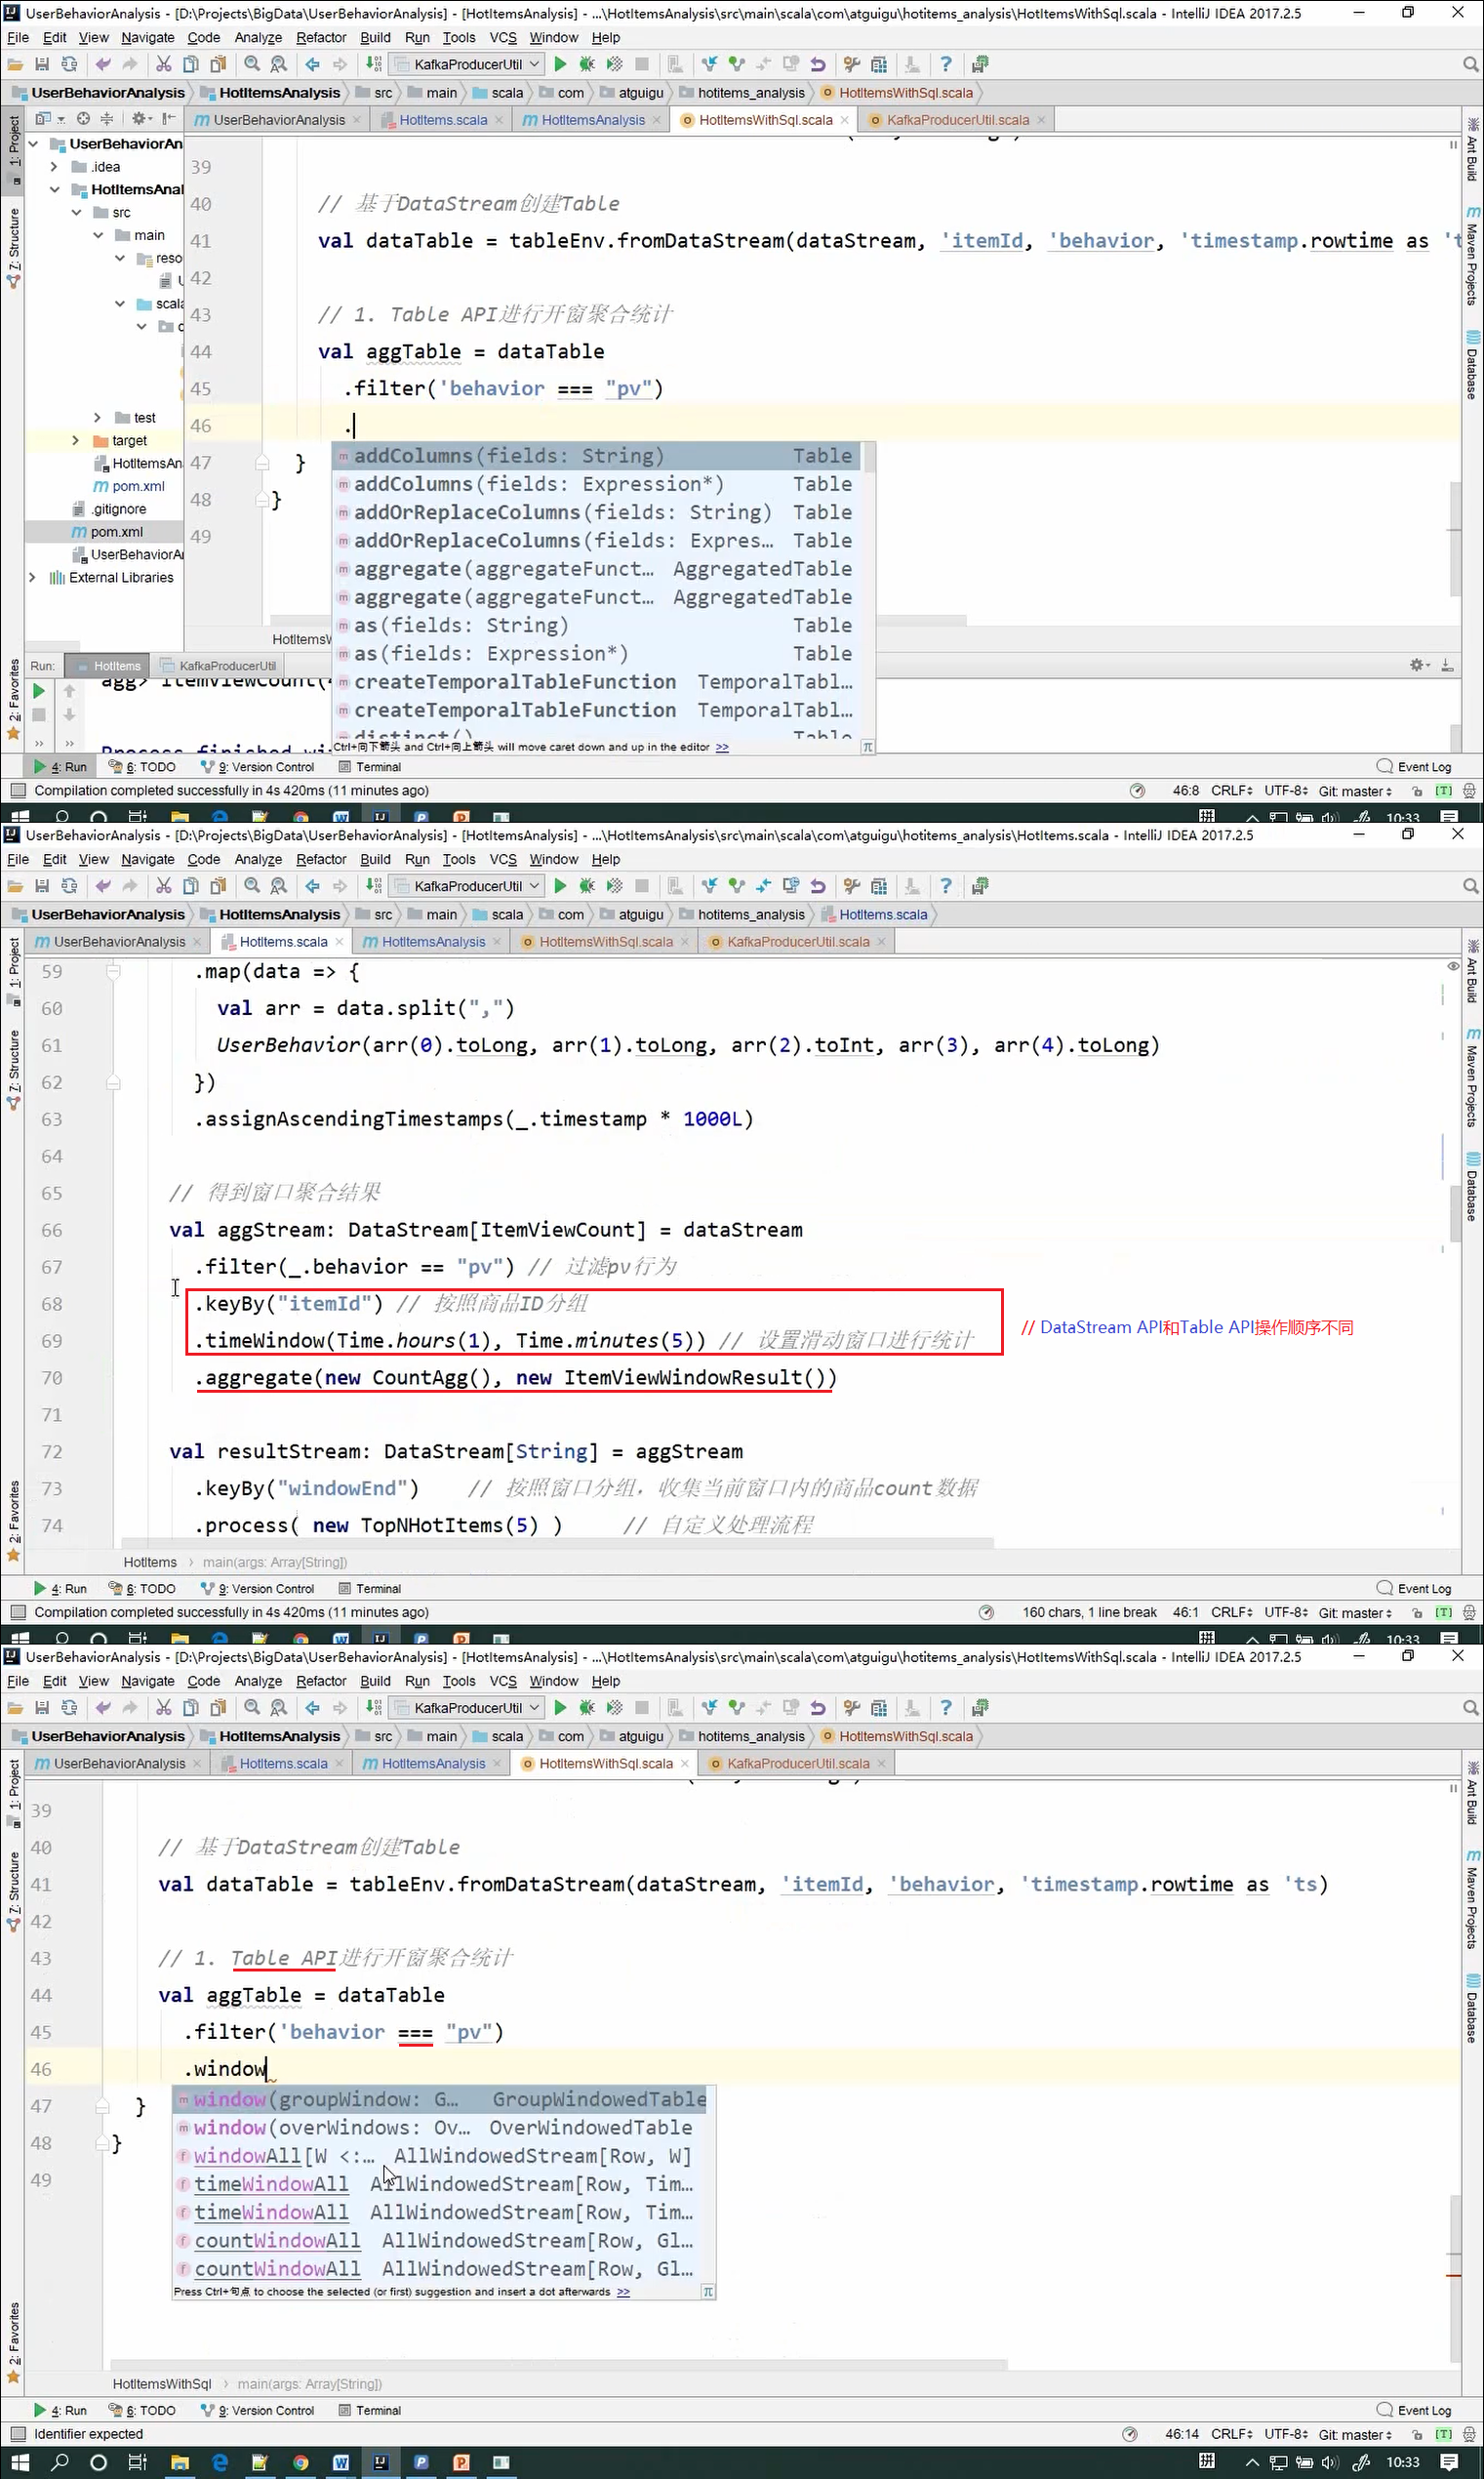 UserBehaviorAnalysis - [D:\Projects\BigData\UserBehaviorAnalysis] - [HotItemsAnalysis] - ...\HotItemsAnalysis\src\main\scala\com\atguigu\hotitems_analysis\HotItemsWithSql.scala - IntelliJ IDEA 2017.2.5
File Edit View Navigate Code Analyze Refactor Build Run Tools VCS Window Help
KafkaProducerUtil
UserBehaviorAnalysis HotItemsAnalysis src main scala com atguigu hotitems_analysis HotItemsWithSql.scala
UserBehaviorAnalysis HotItems.scala HotItemsAnalysis HotItemsWithSql.scala KafkaProducerUtil.scala
1: Project
7: Structure
2: Favorites
Ant Build
Maven Projects
Database
UserBehaviorAn
.idea
HotItemsAnal
src
main
reso
scala
test
target
HotItemsAn
pom.xml
.gitignore
pom.xml
UserBehaviorAr
External Libraries
39
40 // 基于DataStream创建Table
41 val dataTable = tableEnv.fromDataStream(dataStream, 'itemId, 'behavior, 'timestamp.rowtime as 't
42
43 // 1. Table API进行开窗聚合统计
44 val aggTable = dataTable
45 .filter('behavior === "pv")
46 .
47 }
48 }
49
addColumns(fields: String) Table
addColumns(fields: Expression*) Table
addOrReplaceColumns(fields: String) Table
addOrReplaceColumns(fields: Expres… Table
aggregate(aggregateFunct… AggregatedTable
aggregate(aggregateFunct… AggregatedTable
as(fields: String) Table
as(fields: Expression*) Table
createTemporalTableFunction TemporalTabl…
createTemporalTableFunction TemporalTabl…
distinct() Table
Ctrl+向下箭头 and Ctrl+向上箭头 will move caret down and up in the editor >>
HotItemsW
Run: HotItems KafkaProducerUtil
agg> ItemViewCount(
Process finished wi
4: Run 6: TODO 9: Version Control Terminal Event Log
Compilation completed successfully in 4s 420ms (11 minutes ago) 46:8 CRLF UTF-8 Git: master
10:33
UserBehaviorAnalysis - [D:\Projects\BigData\UserBehaviorAnalysis] - [HotItemsAnalysis] - ...\HotItemsAnalysis\src\main\scala\com\atguigu\hotitems_analysis\HotItems.scala - IntelliJ IDEA 2017.2.5
File Edit View Navigate Code Analyze Refactor Build Run Tools VCS Window Help
KafkaProducerUtil
UserBehaviorAnalysis HotItemsAnalysis src main scala com atguigu hotitems_analysis HotItems.scala
UserBehaviorAnalysis HotItems.scala HotItemsAnalysis HotItemsWithSql.scala KafkaProducerUtil.scala
1: Project
7: Structure
2: Favorites
Ant Build
Maven Projects
Database
59 .map(data => {
60 val arr = data.split(",")
61 UserBehavior(arr(0).toLong, arr(1).toLong, arr(2).toInt, arr(3), arr(4).toLong)
62 })
63 .assignAscendingTimestamps(_.timestamp * 1000L)
64
65 // 得到窗口聚合结果
66 val aggStream: DataStream[ItemViewCount] = dataStream
67 .filter(_.behavior == "pv") // 过滤pv行为
68 .keyBy("itemId") // 按照商品ID分组
69 .timeWindow(Time.hours(1), Time.minutes(5)) // 设置滑动窗口进行统计
// DataStream API和Table API操作顺序不同
70 .aggregate(new CountAgg(), new ItemViewWindowResult())
71
72 val resultStream: DataStream[String] = aggStream
73 .keyBy("windowEnd") // 按照窗口分组，收集当前窗口内的商品count数据
74 .process( new TopNHotItems(5) ) // 自定义处理流程
HotItems main(args: Array[String])
4: Run 6: TODO 9: Version Control Terminal Event Log
Compilation completed successfully in 4s 420ms (11 minutes ago) 160 chars, 1 line break 46:1 CRLF UTF-8 Git: master
10:33
UserBehaviorAnalysis - [D:\Projects\BigData\UserBehaviorAnalysis] - [HotItemsAnalysis] - ...\HotItemsAnalysis\src\main\scala\com\atguigu\hotitems_analysis\HotItemsWithSql.scala - IntelliJ IDEA 2017.2.5
File Edit View Navigate Code Analyze Refactor Build Run Tools VCS Window Help
KafkaProducerUtil
UserBehaviorAnalysis HotItemsAnalysis src main scala com atguigu hotitems_analysis HotItemsWithSql.scala
UserBehaviorAnalysis HotItems.scala HotItemsAnalysis HotItemsWithSql.scala KafkaProducerUtil.scala
1: Project
7: Structure
2: Favorites
Ant Build
Maven Projects
Database
39
40 // 基于DataStream创建Table
41 val dataTable = tableEnv.fromDataStream(dataStream, 'itemId, 'behavior, 'timestamp.rowtime as 'ts)
42
43 // 1. Table API进行开窗聚合统计
44 val aggTable = dataTable
45 .filter('behavior === "pv")
46 .window
47 }
48 }
49
window(groupWindow: G… GroupWindowedTable
window(overWindows: Ov… OverWindowedTable
windowAll[W <:… AllWindowedStream[Row, W]
timeWindowAll AllWindowedStream[Row, Tim…
timeWindowAll AllWindowedStream[Row, Tim…
countWindowAll AllWindowedStream[Row, Gl…
countWindowAll AllWindowedStream[Row, Gl…
Press Ctrl+句点 to choose the selected (or first) suggestion and insert a dot afterwards >>
HotItemsWithSql main(args: Array[String])
4: Run 6: TODO 9: Version Control Terminal Event Log
Identifier expected 46:14 CRLF UTF-8 Git: master
拼 10:33